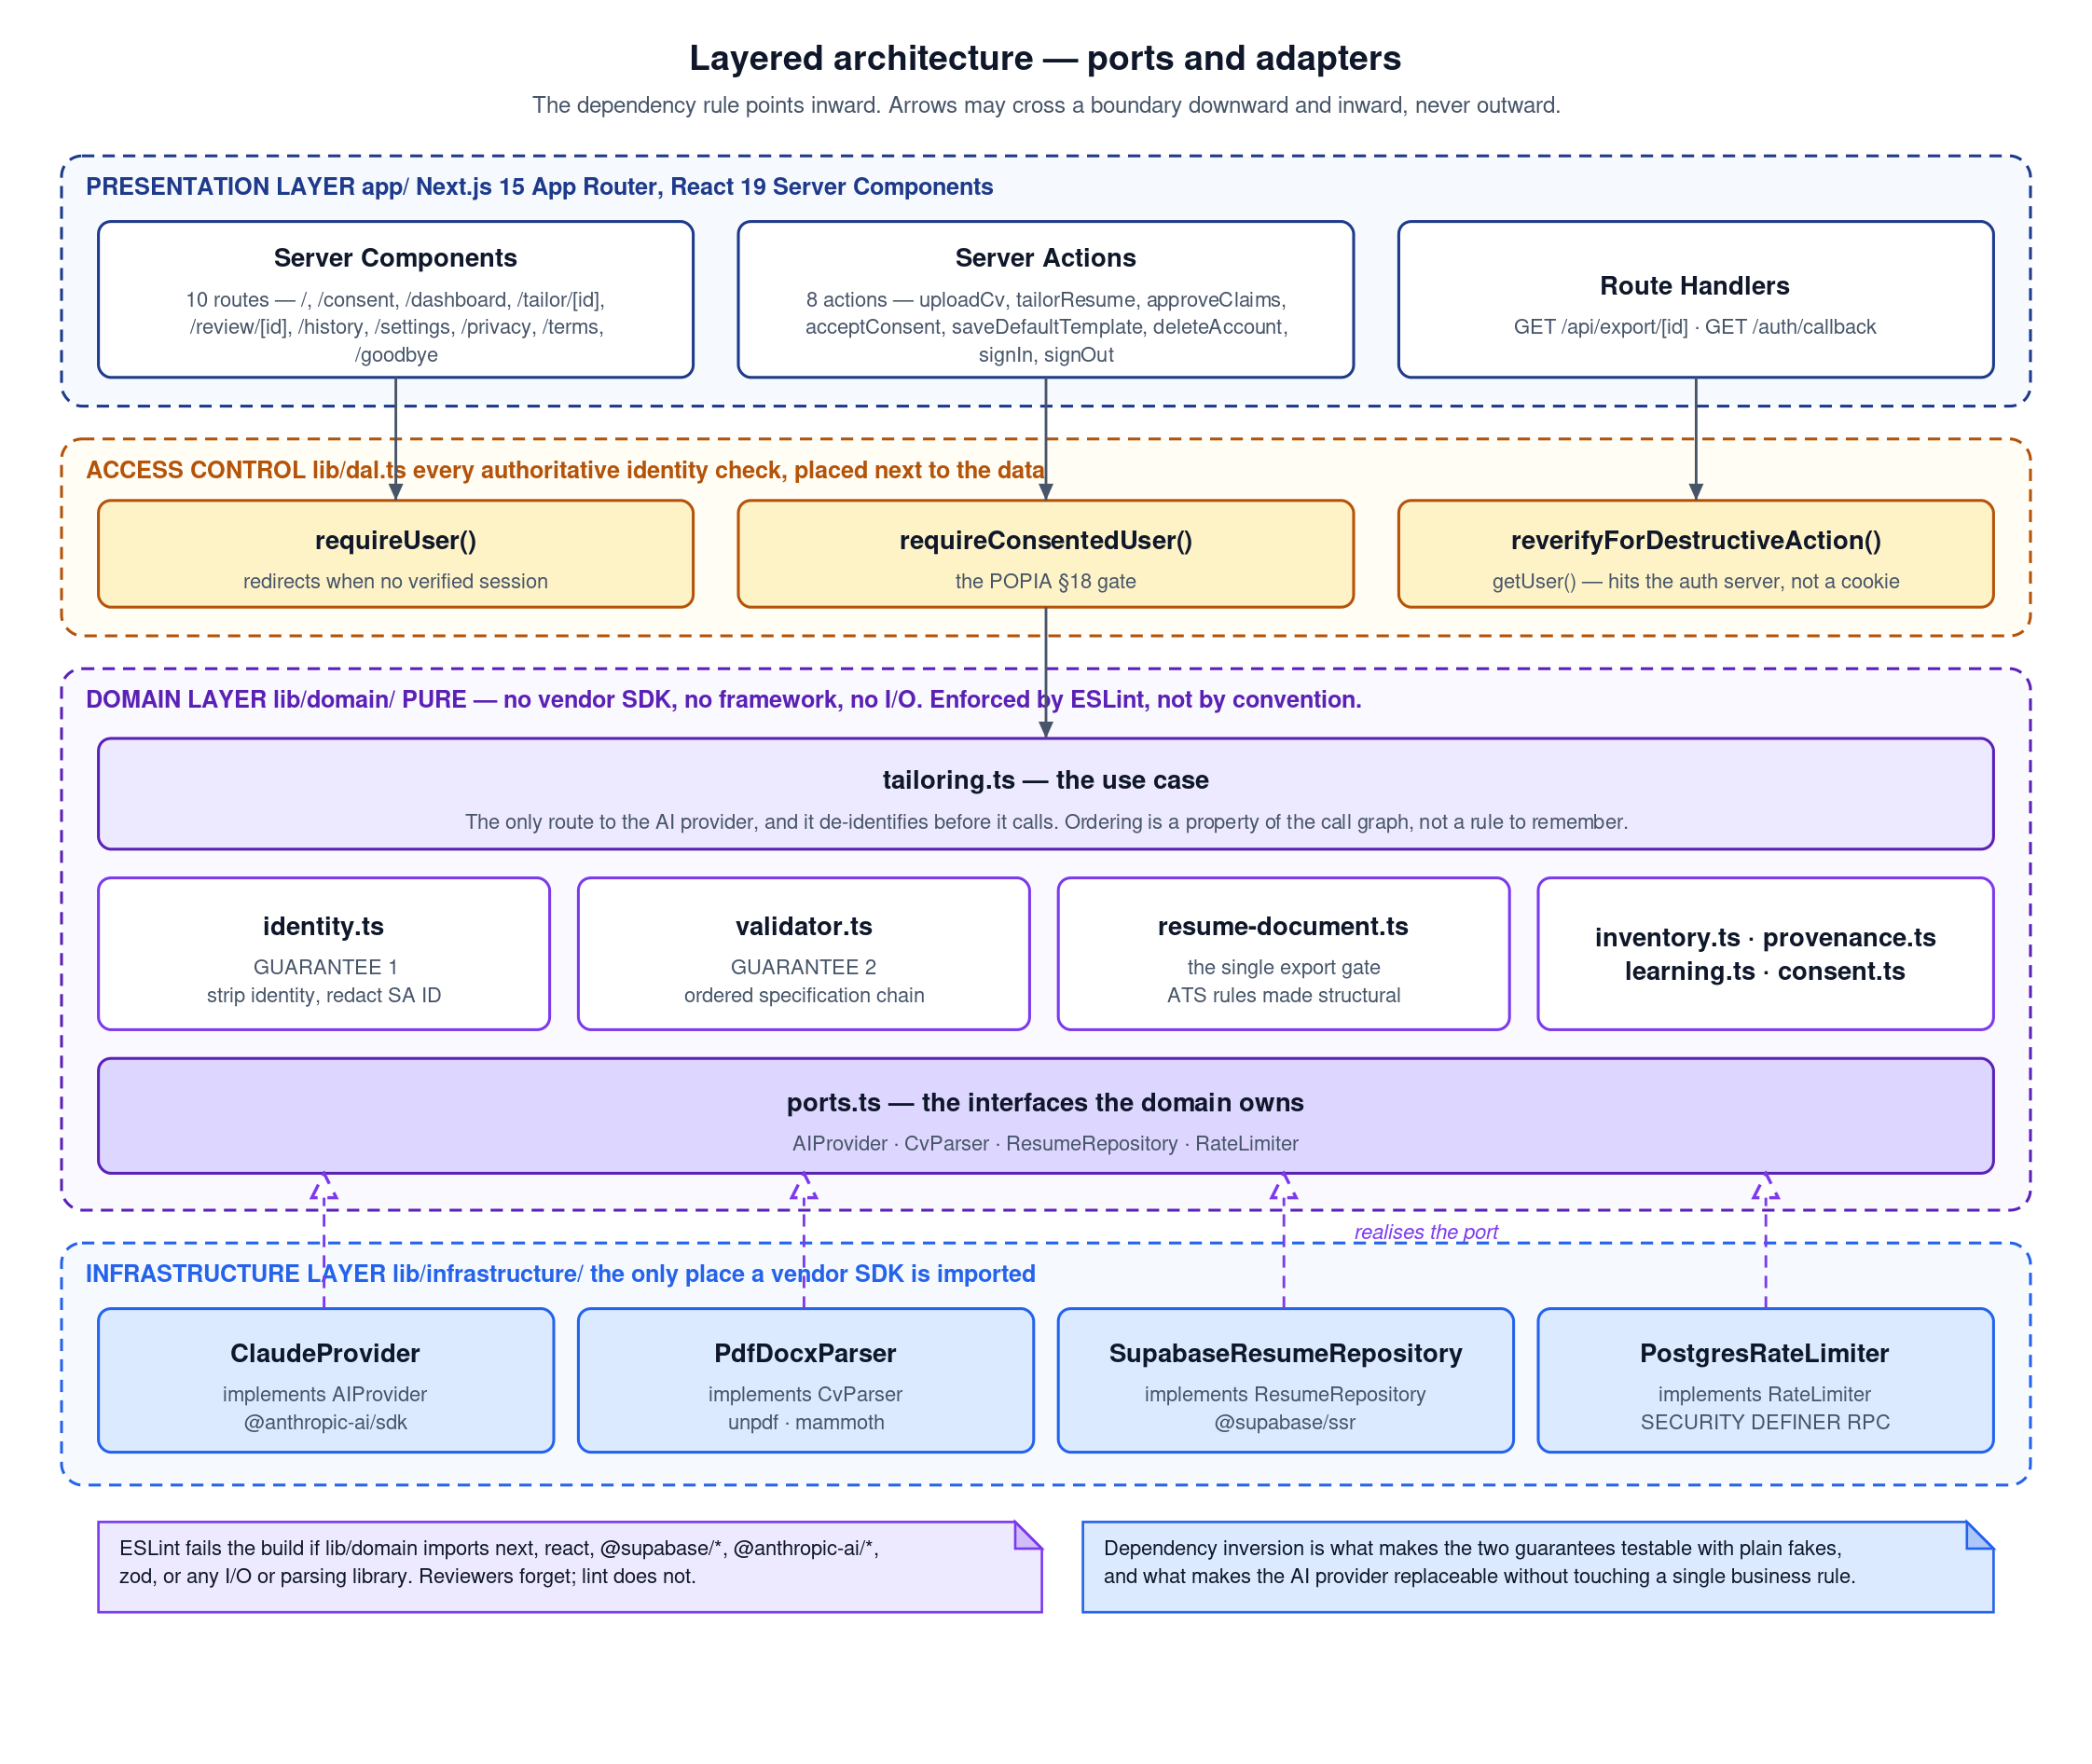 Layered architecture — ports and adapters
The dependency rule points inward. Arrows may cross a boundary downward and inward, never outward.
PRESENTATION LAYER app/ Next.js 15 App Router, React 19 Server Components
Server Components
10 routes — /, /consent, /dashboard, /tailor/[id],
/review/[id], /history, /settings, /privacy, /terms,
/goodbye
Server Actions
8 actions — uploadCv, tailorResume, approveClaims,
acceptConsent, saveDefaultTemplate, deleteAccount,
signIn, signOut
Route Handlers
GET /api/export/[id] · GET /auth/callback
ACCESS CONTROL lib/dal.ts every authoritative identity check, placed next to the data
requireUser()
redirects when no verified session
requireConsentedUser()
the POPIA §18 gate
reverifyForDestructiveAction()
getUser() — hits the auth server, not a cookie
DOMAIN LAYER lib/domain/ PURE — no vendor SDK, no framework, no I/O. Enforced by ESLint, not by convention.
tailoring.ts — the use case
The only route to the AI provider, and it de-identifies before it calls. Ordering is a property of the call graph, not a rule to remember.
identity.ts
GUARANTEE 1
strip identity, redact SA ID
validator.ts
GUARANTEE 2
ordered specification chain
resume-document.ts
the single export gate
ATS rules made structural
inventory.ts · provenance.ts
learning.ts · consent.ts
ports.ts — the interfaces the domain owns
AIProvider · CvParser · ResumeRepository · RateLimiter
realises the port
INFRASTRUCTURE LAYER lib/infrastructure/ the only place a vendor SDK is imported
ClaudeProvider
implements AIProvider
@anthropic-ai/sdk
PdfDocxParser
implements CvParser
unpdf · mammoth
SupabaseResumeRepository
implements ResumeRepository
@supabase/ssr
PostgresRateLimiter
implements RateLimiter
SECURITY DEFINER RPC
ESLint fails the build if lib/domain imports next, react, @supabase/*, @anthropic-ai/*,
zod, or any I/O or parsing library. Reviewers forget; lint does not.
Dependency inversion is what makes the two guarantees testable with plain fakes,
and what makes the AI provider replaceable without touching a single business rule.